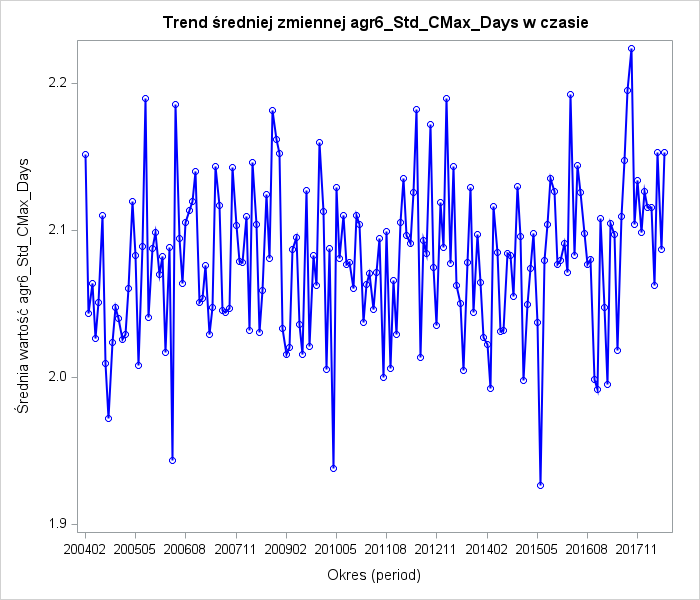 Trend średniej zmiennej agr6_Std_CMax_Days w czasie
Średnia wartość agr6_Std_CMax_Days
2.2
2.1
2.0
1.9
200402 200505 200608 200711 200902 201005 201108 201211 201402 201505 201608 201711
Okres (period)